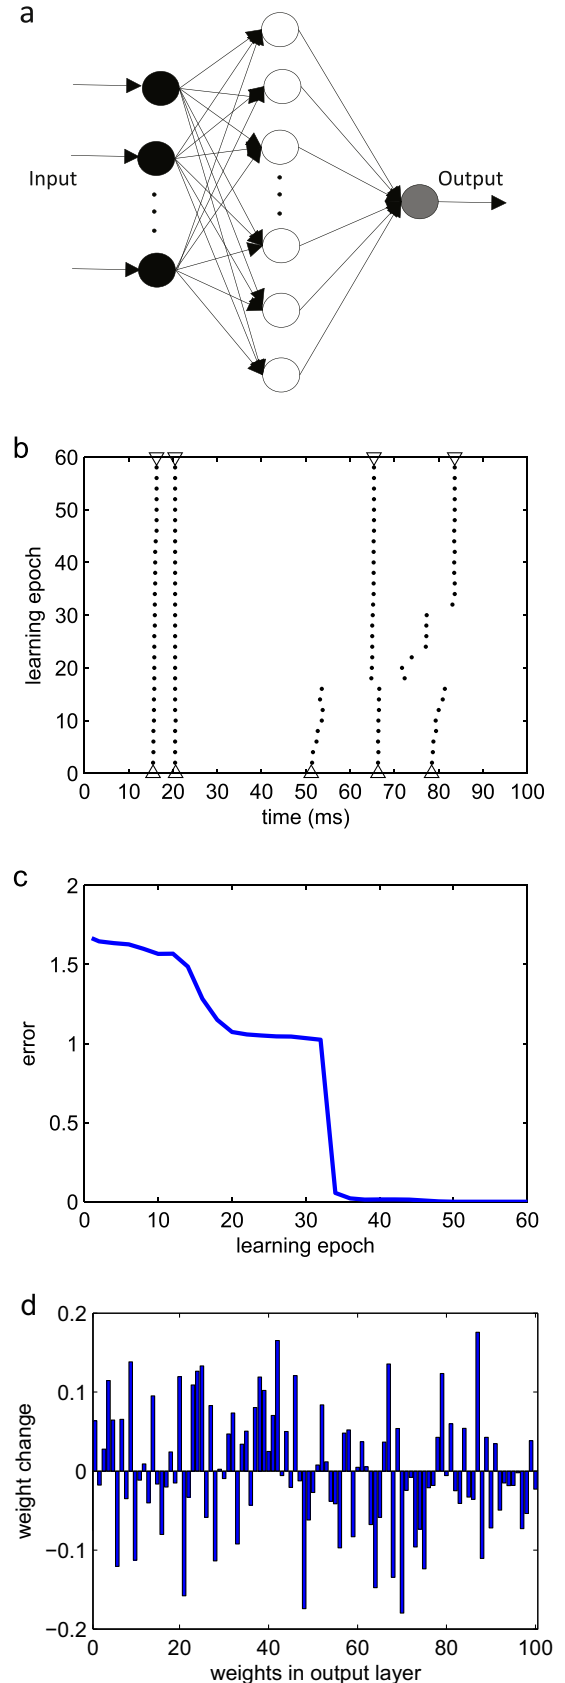 a
Input
Output
b
60
50
40
30
20
10
0
learning epoch
0 10 20 30 40 50 60 70 80 90 100
time (ms)
c
2
1.5
1
0.5
0
error
0 10 20 30 40 50 60
learning epoch
d
0.2
0.1
0
−0.1
−0.2
weight change
0 20 40 60 80 100
weights in output layer